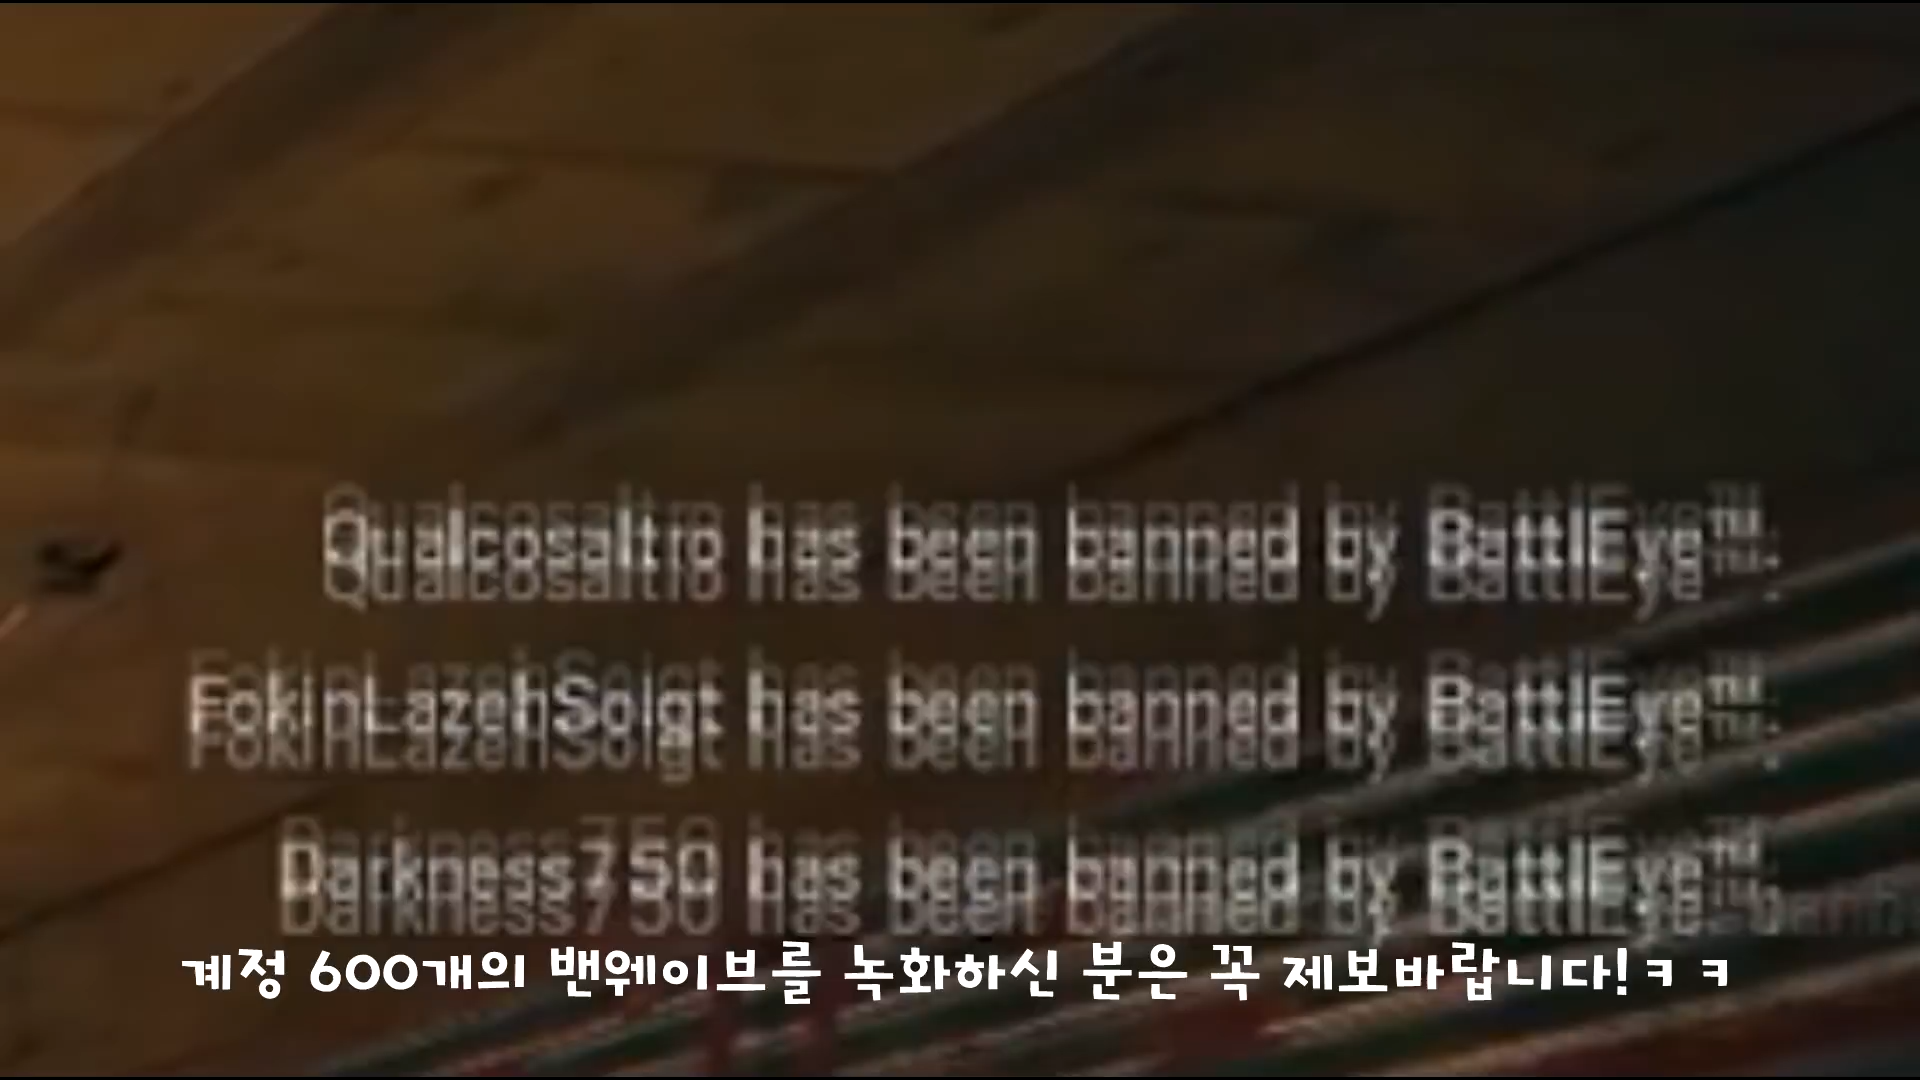 Qualcosaltro has been banned by BattlEye™.
FokinLazehSoigt has been banned by BattlEye™.
Darkness750 has been banned by BattlEye™.
계정 600개의 밴웨이브를 녹화하신 분은 꼭 제보바랍니다!ㅋㅋ